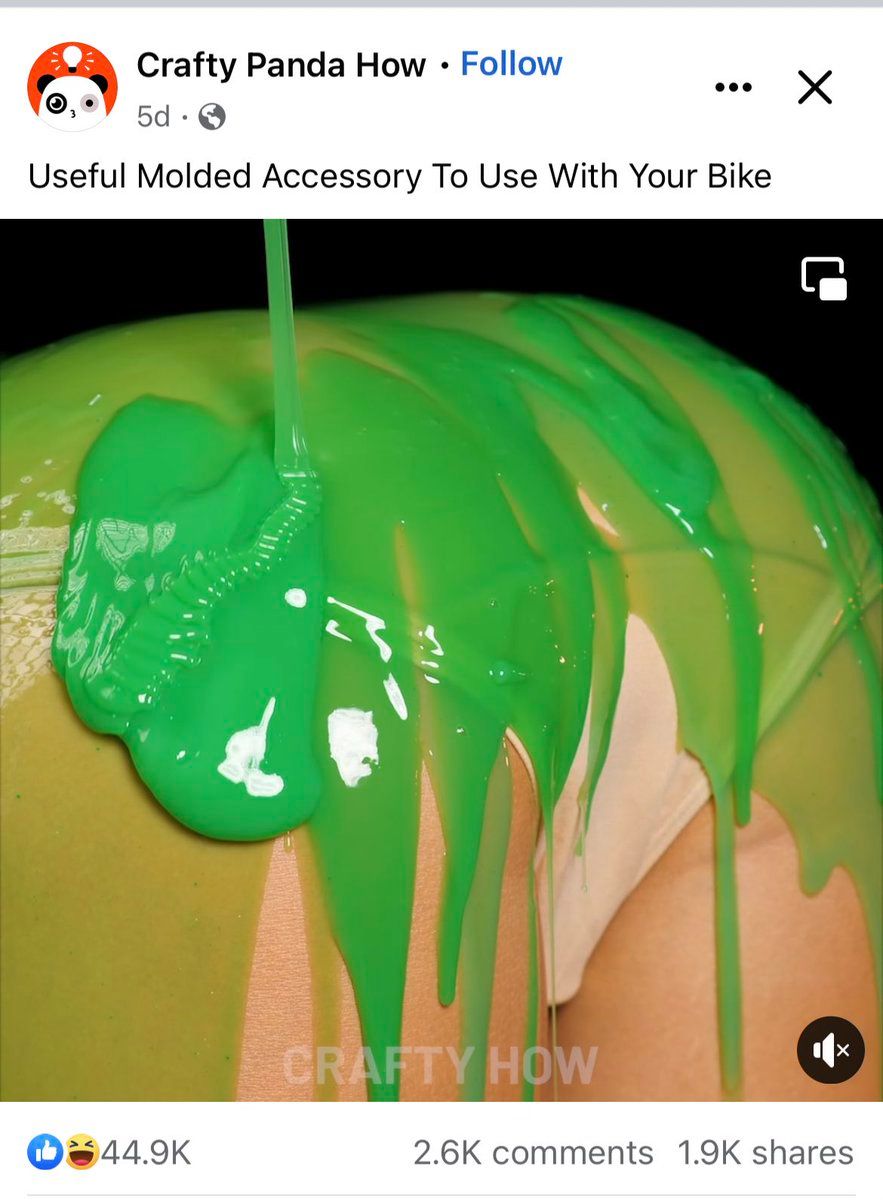 Crafty Panda How • Follow
5d •
Useful Molded Accessory To Use With Your Bike
CRAFTY HOW
44.9K 2.6K comments 1.9K shares